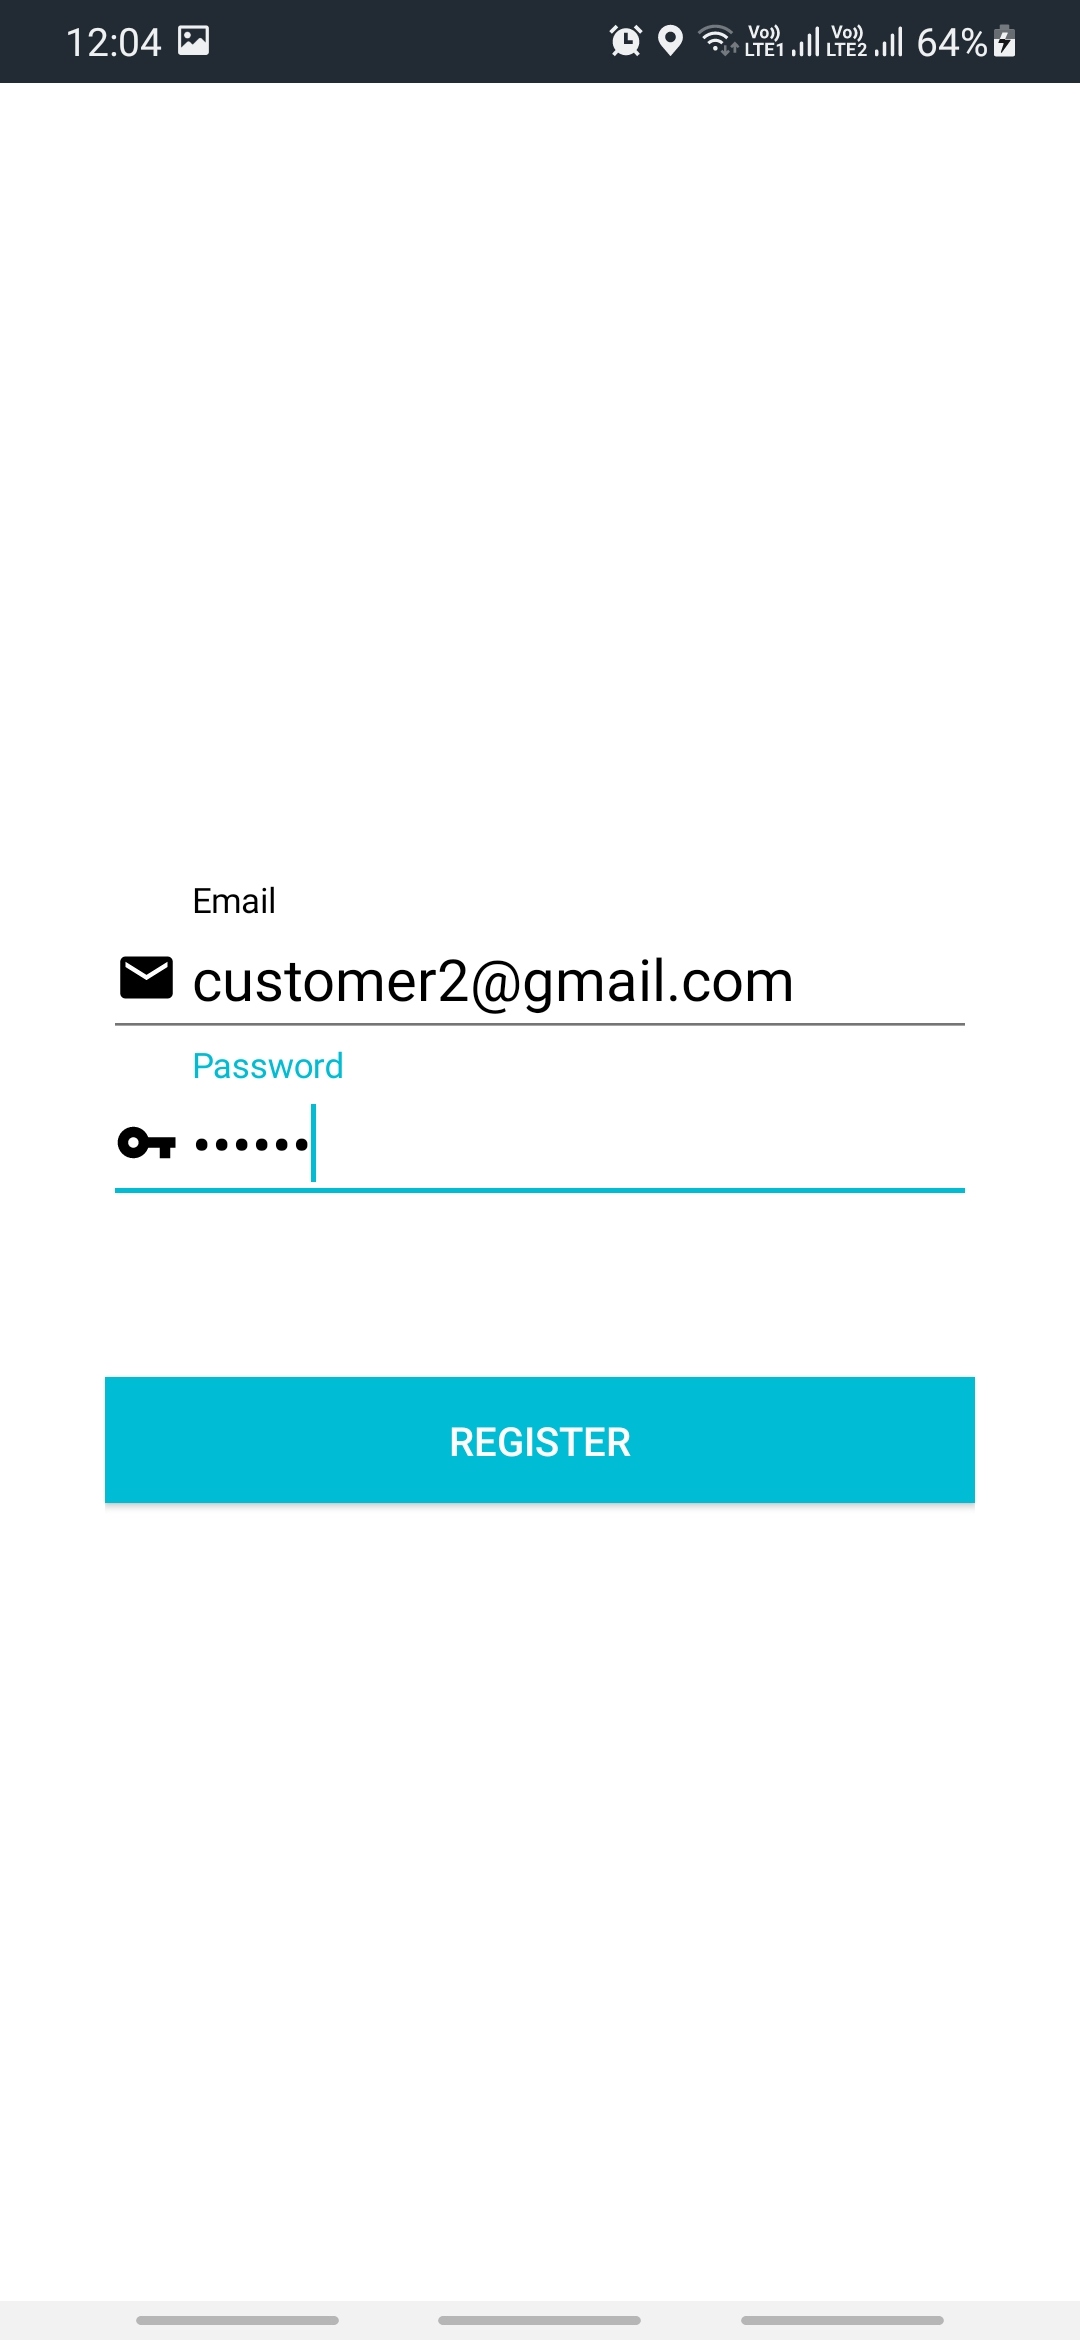 12:04 Vo)) LTE1 Vo)) LTE2 64%
Email
customer2@gmail.com
Password
••••••
REGISTER